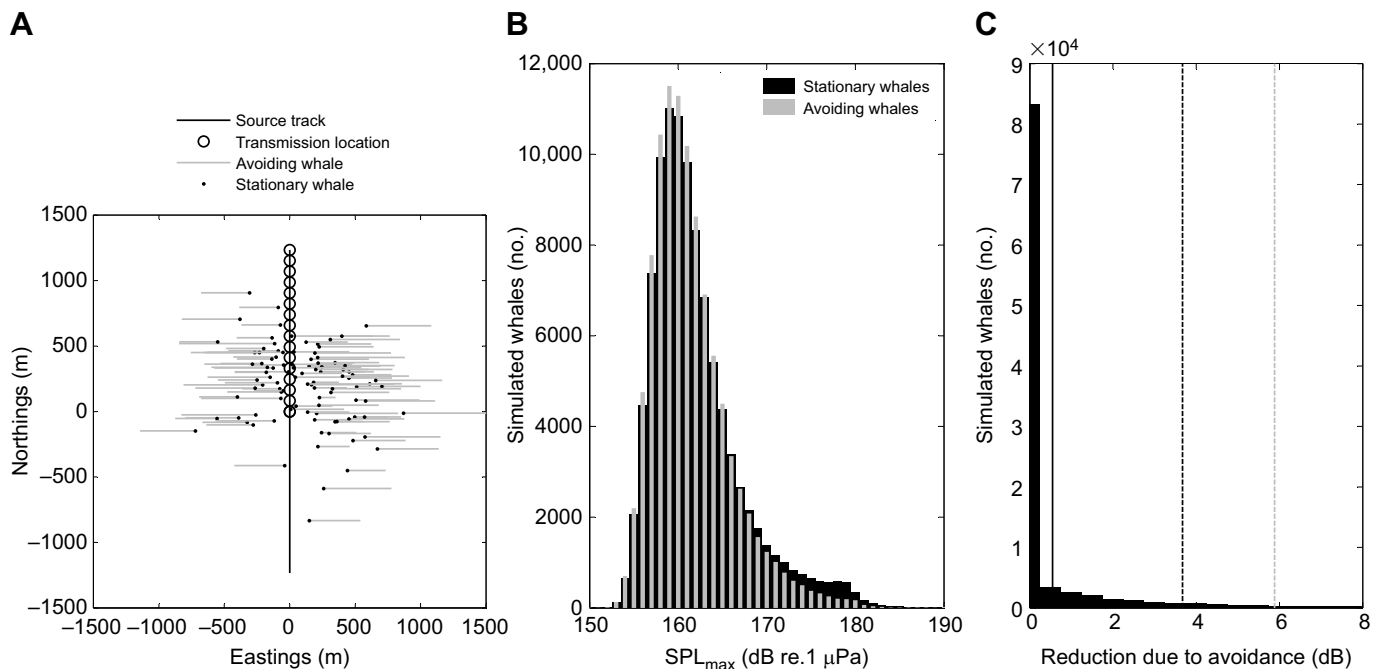 A
Source track
Transmission location
Avoiding whale
Stationary whale
1500
1000
500
0
–500
–1000
–1500
Northings (m)
–1500 –1000 –500 0 500 1000 1500
Eastings (m)
B
12,000
10,000
8000
6000
4000
2000
0
Simulated whales (no.)
Stationary whales
Avoiding whales
150 160 170 180 190
SPLmax (dB re.1 μPa)
C
×10⁴
9
8
7
6
5
4
3
2
1
0
Simulated whales (no.)
0 2 4 6 8
Reduction due to avoidance (dB)